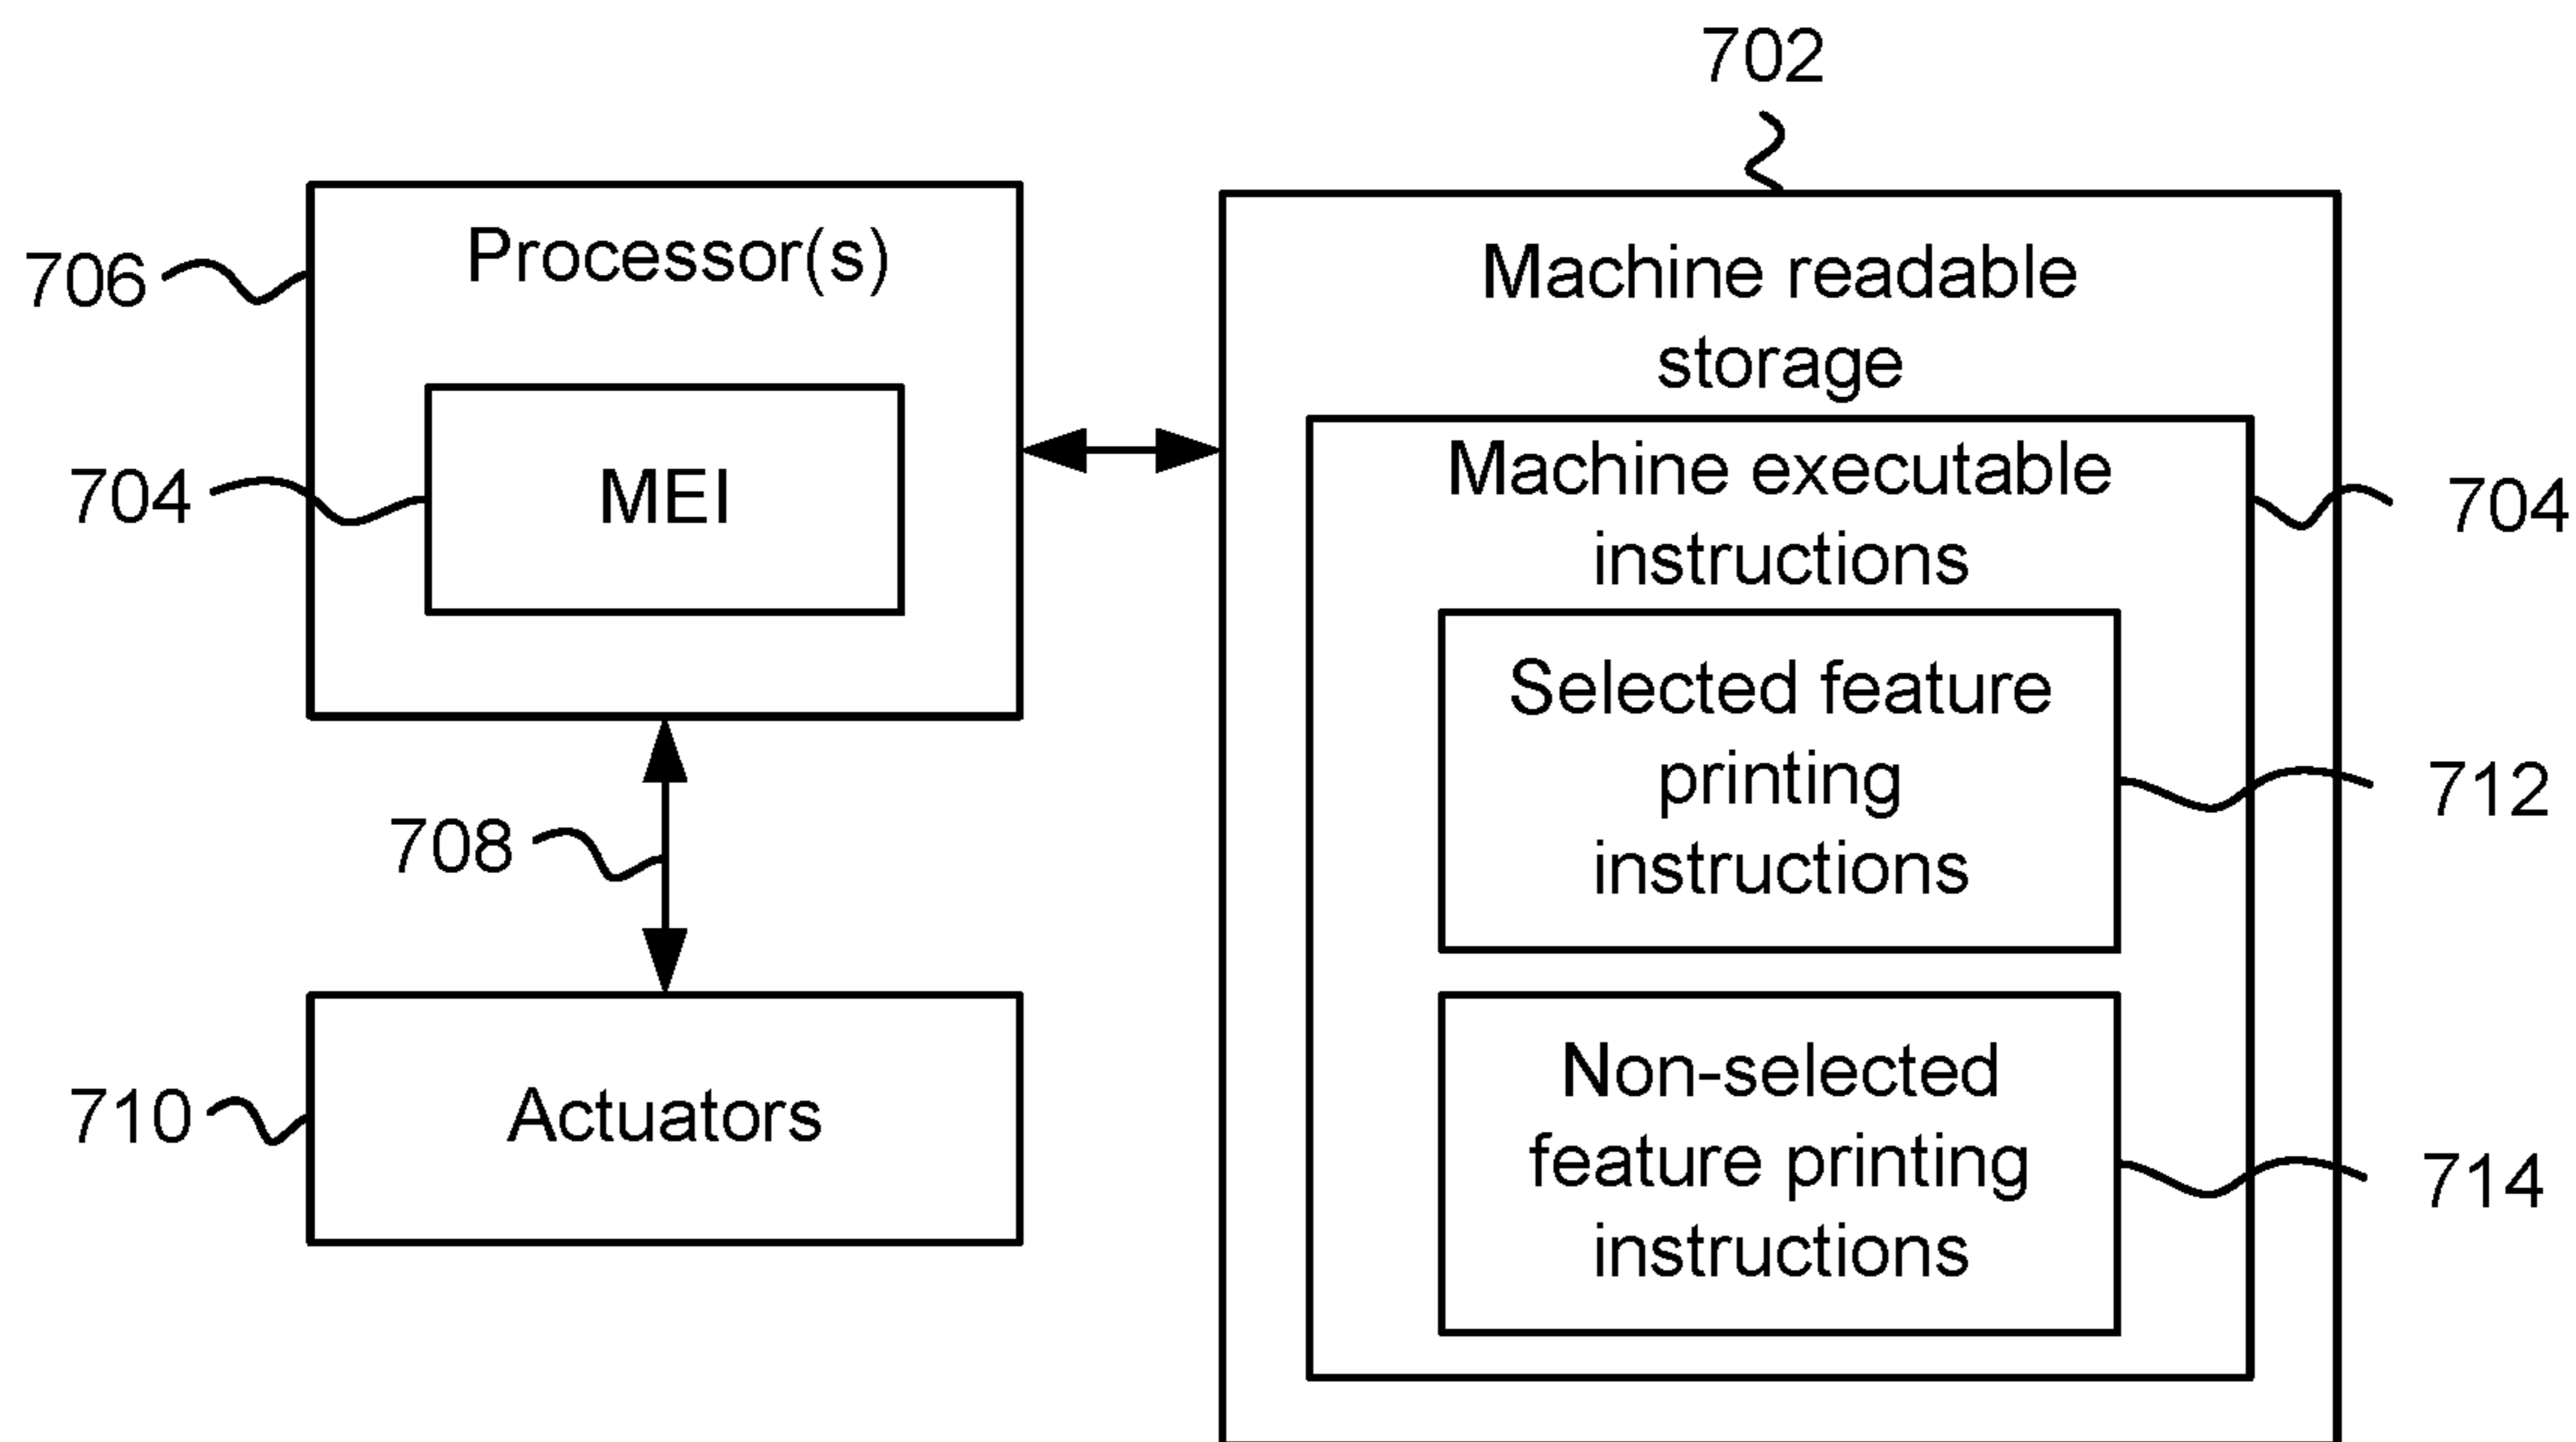 702
706
Processor(s)
704
MEI
708
710
Actuators
Machine readable
storage
Machine executable
instructions
704
Selected feature
printing
instructions
712
Non-selected
feature printing
instructions
714